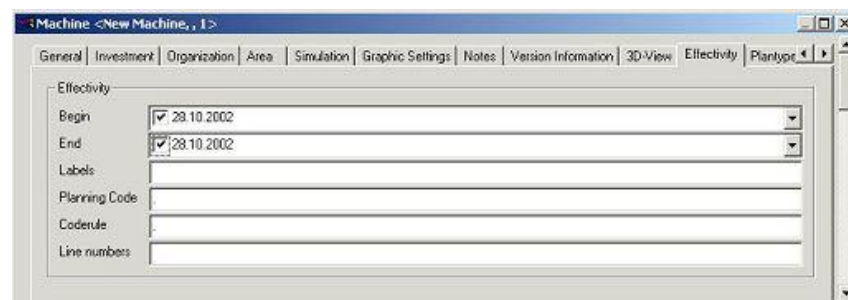 Machine <New Machine, , 1>
General Investment Organization Area Simulation Graphic Settings Notes Version Information 3D-View Effectivity Plantype
Effectivity
Begin 28.10.2002
End 28.10.2002
Labels
Planning Code .
Coderule .
Line numbers